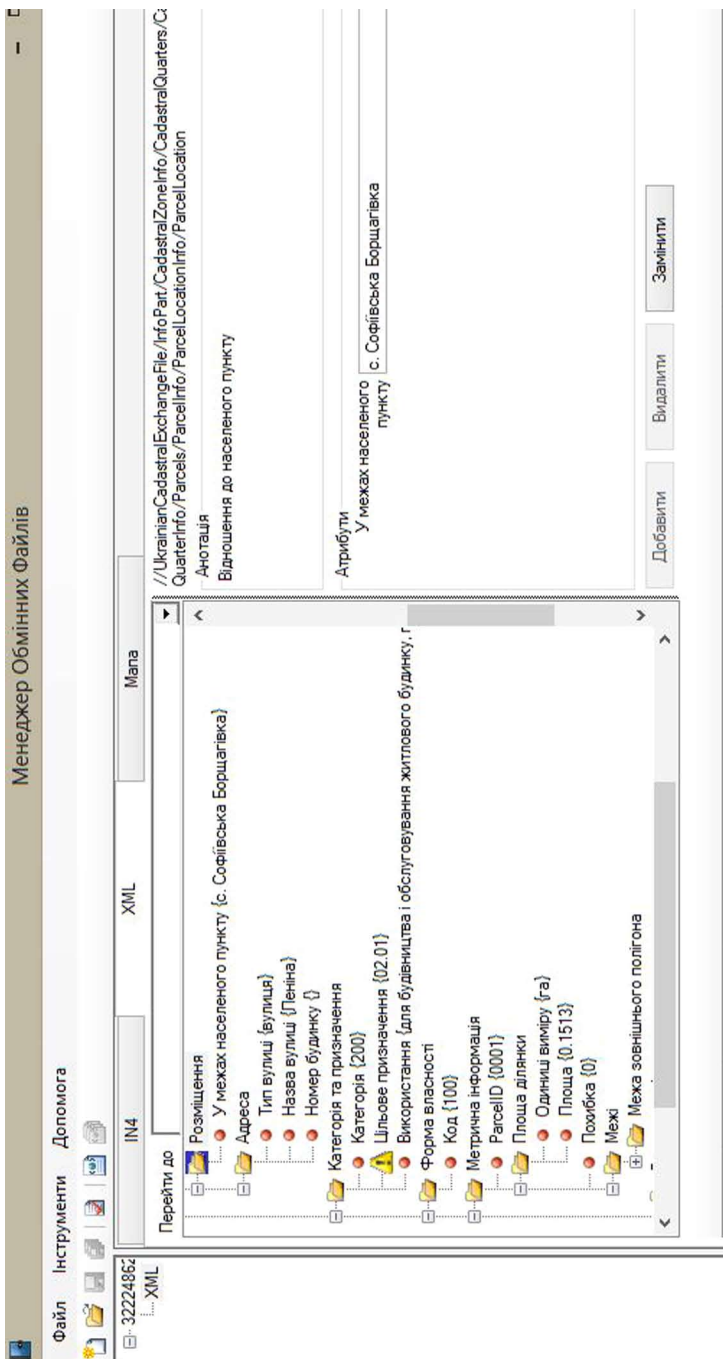 Менеджер Обмінних Файлів
Файл Інструменти Допомога
32224862
XML
IN4 XML Мапа
Перейти до
Розміщення
У межах населеного пункту {с. Софіївська Борщагівка}
Адреса
Тип вулиці {вулиця}
Назва вулиці {Леніна}
Номер будинку {}
Категорія та призначення
Категорія {200}
Цільове призначення {02.01}
Використання {для будівництва і обслуговування житлового будинку, г
Форма власності
Код {100}
Метрична інформація
ParcelID {0001}
Площа ділянки
Одиниці виміру {га}
Площа {0.1513}
Похибка {0}
Межі
Межа зовнішнього полігона
//UkrainianCadastralExchangeFile/InfoPart/CadastralZoneInfo/CadastralQuarters/Ca
QuarterInfo/Parcels/ParcelInfo/ParcelLocationInfo/ParcelLocation
Анотація
Відношення до населеного пункту
Атрибути
У межах населеного
пункту
с. Софіївська Борщагівка
Добавити Видалити Замінити